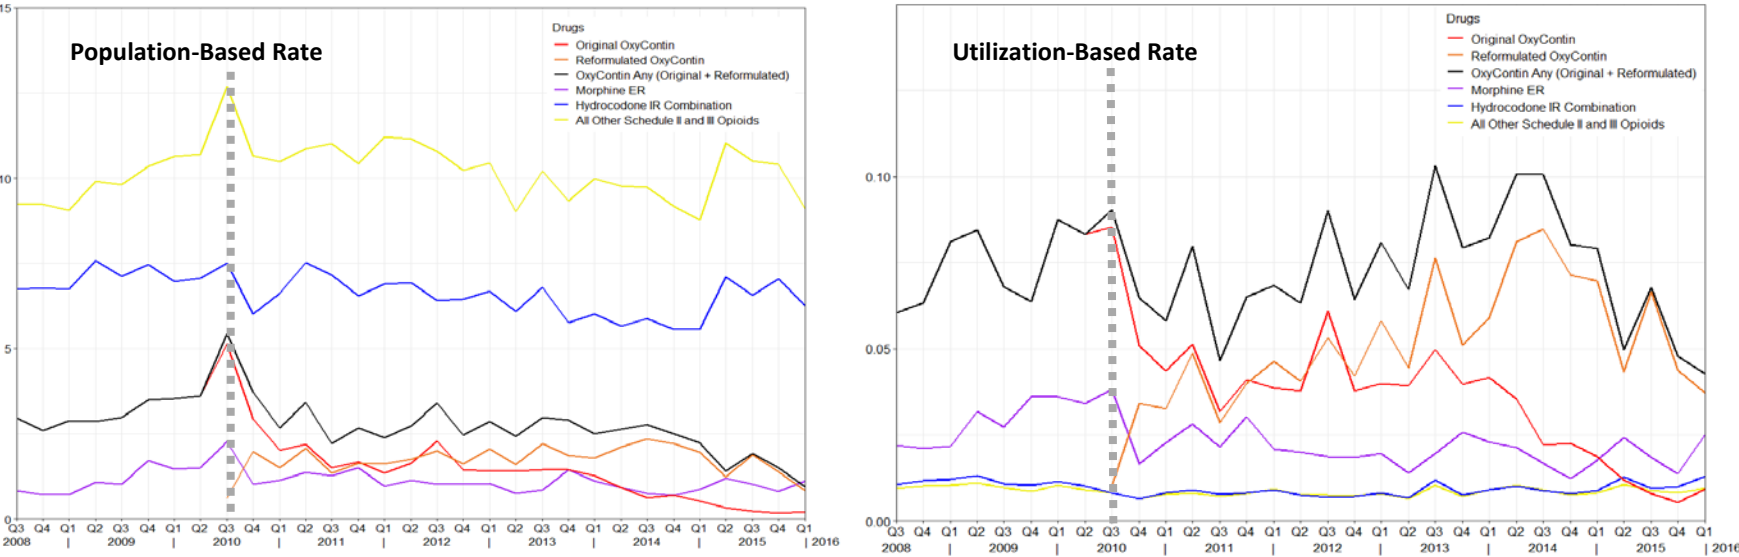 Population-Based Rate
Drugs
Original OxyContin
Reformulated OxyContin
OxyContin Any (Original + Reformulated)
Morphine ER
Hydrocodone IR Combination
All Other Schedule II and III Opioids
15
10
5
0
Q3 Q4 Q1 Q2 Q3 Q4 Q1 Q2 Q3 Q4 Q1 Q2 Q3 Q4 Q1 Q2 Q3 Q4 Q1 Q2 Q3 Q4 Q1 Q2 Q3 Q4 Q1 Q2 Q3 Q4 Q1
2008 | 2009 | 2010 | 2011 | 2012 | 2013 | 2014 | 2015 | 2016
Utilization-Based Rate
Drugs
Original OxyContin
Reformulated OxyContin
OxyContin Any (Original + Reformulated)
Morphine ER
Hydrocodone IR Combination
All Other Schedule II and III Opioids
0.10
0.05
0.00
Q3 Q4 Q1 Q2 Q3 Q4 Q1 Q2 Q3 Q4 Q1 Q2 Q3 Q4 Q1 Q2 Q3 Q4 Q1 Q2 Q3 Q4 Q1 Q2 Q3 Q4 Q1 Q2 Q3 Q4 Q1
2008 | 2009 | 2010 | 2011 | 2012 | 2013 | 2014 | 2015 | 2016